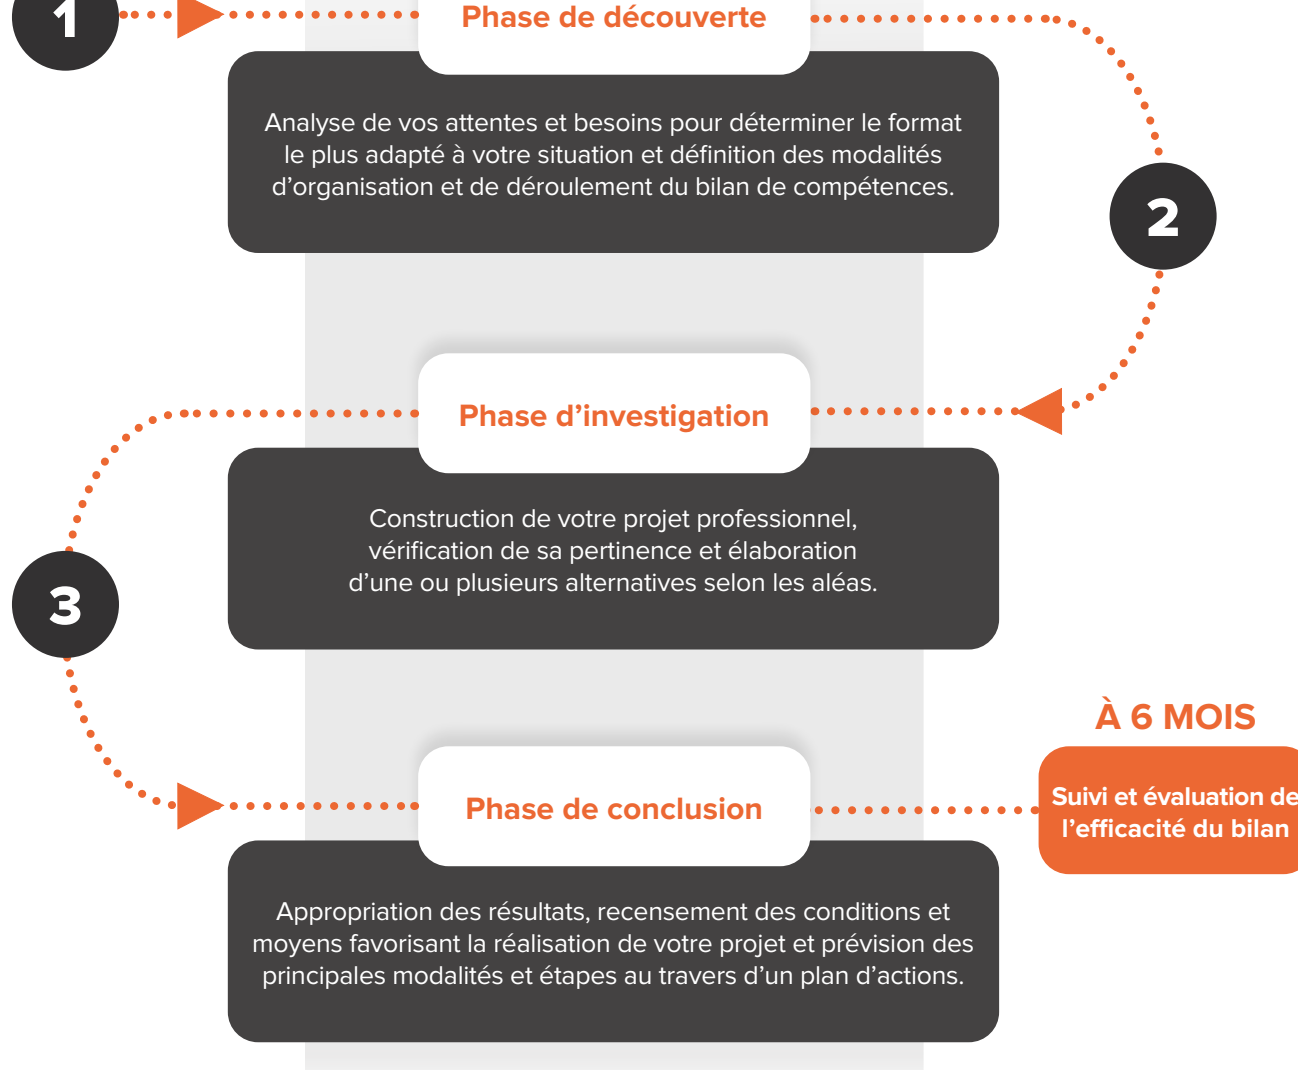 1
Phase de découverte
Analyse de vos attentes et besoins pour déterminer le format
le plus adapté à votre situation et définition des modalités
d’organisation et de déroulement du bilan de compétences.
2
Phase d’investigation
Construction de votre projet professionnel,
vérification de sa pertinence et élaboration
d’une ou plusieurs alternatives selon les aléas.
3
Phase de conclusion
Appropriation des résultats, recensement des conditions et
moyens favorisant la réalisation de votre projet et prévision des
principales modalités et étapes au travers d’un plan d’actions.
À 6 MOIS
Suivi et évaluation de
l’efficacité du bilan